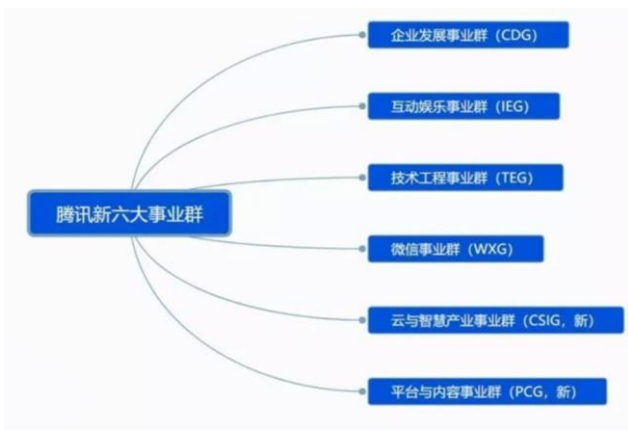 企业发展事业群（CDG）
互动娱乐事业群（IEG）
技术工程事业群（TEG）
腾讯新六大事业群
微信事业群（WXG）
云与智慧产业事业群（CSIG，新）
平台与内容事业群（PCG，新）